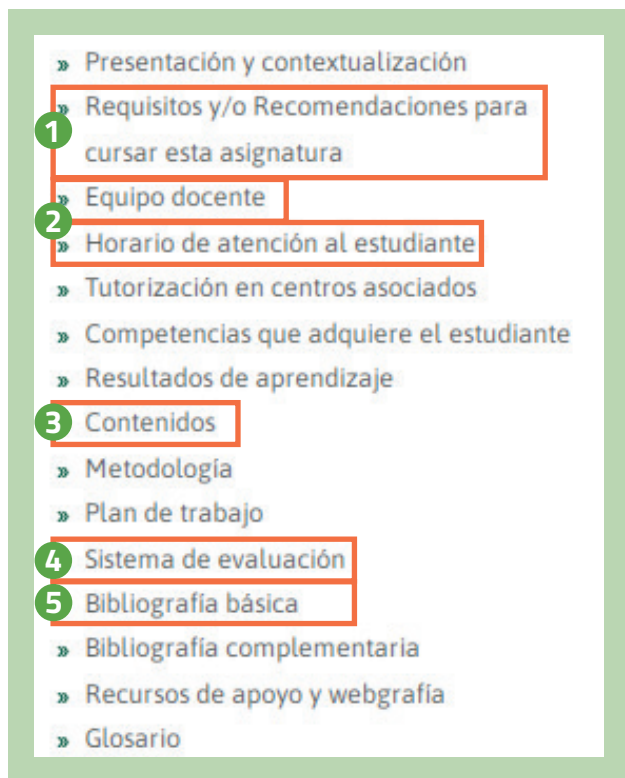 » Presentación y contextualización
» Requisitos y/o Recomendaciones para
1
cursar esta asignatura
» Equipo docente
2
» Horario de atención al estudiante
» Tutorización en centros asociados
» Competencias que adquiere el estudiante
» Resultados de aprendizaje
3 Contenidos
» Metodología
» Plan de trabajo
4 Sistema de evaluación
5 Bibliografía básica
» Bibliografía complementaria
» Recursos de apoyo y webgrafía
» Glosario